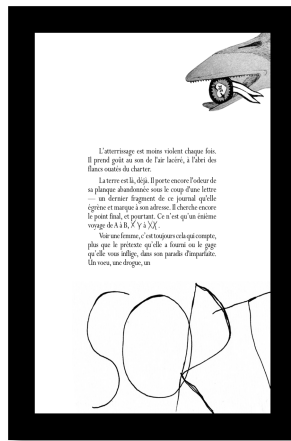 L'atterrissage est moins violent chaque fois.
Il prend goût au son de l'air lacéré, à l'abri des
flancs ouatés du charter.
La terre est là, déjà. Il porte encore l'odeur de
sa planque abandonnée sous le coup d'une lettre
— un dernier fragment de ce journal qu'elle
égrène et marque à son adresse. Il cherche encore
le point final, et pourtant. Ce n'est qu'un énième
voyage de A à B, X Y à XX.
Voir une femme, c'est toujours cela qui compte,
plus que le prétexte qu'elle a fourni ou le gage
qu'elle vous inflige, dans son paradis d'imparfaite.
Un vœu, une drogue, un
SORT